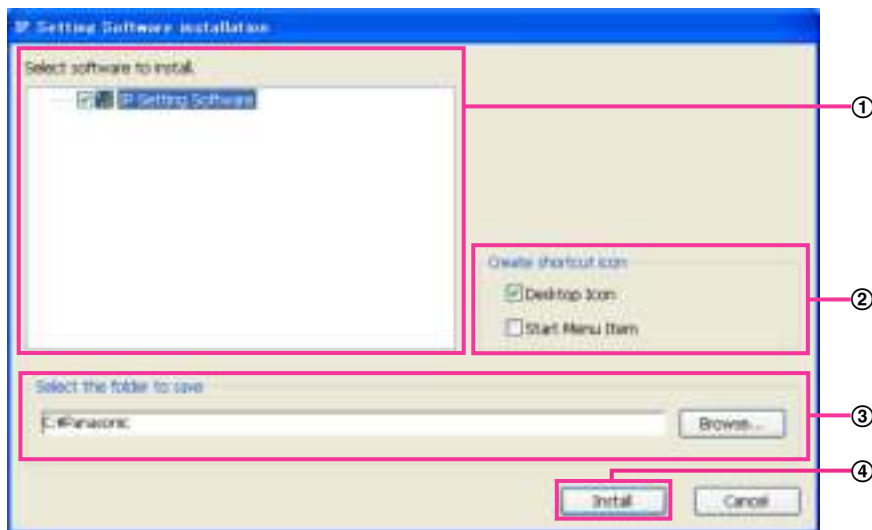 IP Setting Software installation
Select software to install.
IP Setting Software
①
Create shortcut icon
Desktop Icon
Start Menu Item
②
Select the folder to save
C:¥Panasonic
Browse...
③
④
Install
Cancel